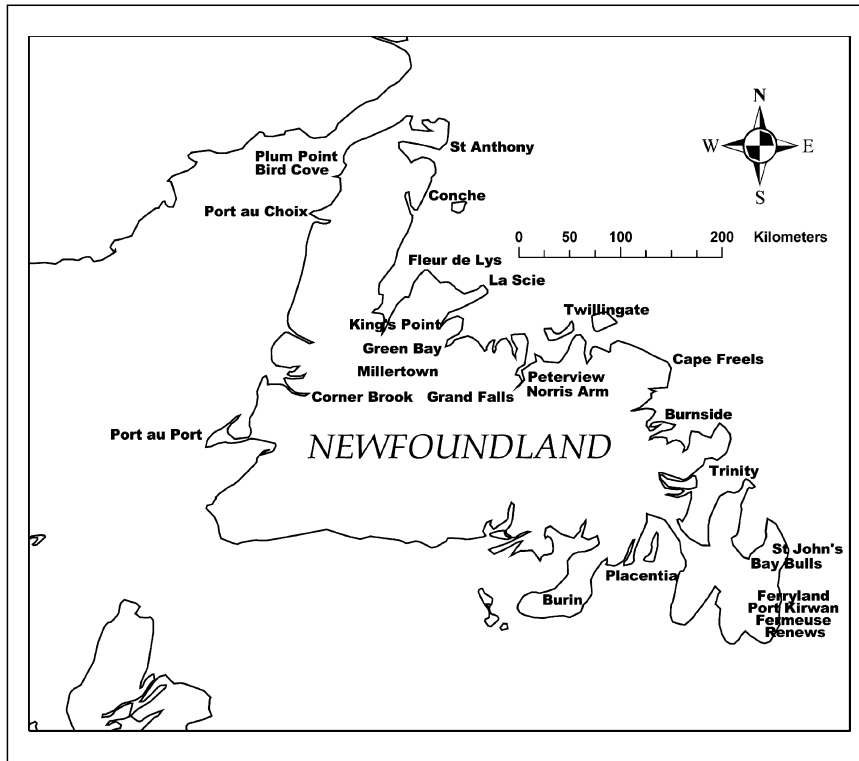 N
W E
S
St Anthony
Plum Point
Bird Cove
Conche
Port au Choix
0 50 100 200 Kilometers
Fleur de Lys
La Scie
Twillingate
King's Point
Green Bay
Cape Freels
Millertown
Peterview
Norris Arm
Corner Brook
Grand Falls
Burnside
Port au Port
NEWFOUNDLAND
Trinity
St John's
Bay Bulls
Placentia
Burin
Ferryland
Port Kirwan
Fermeuse
Renews